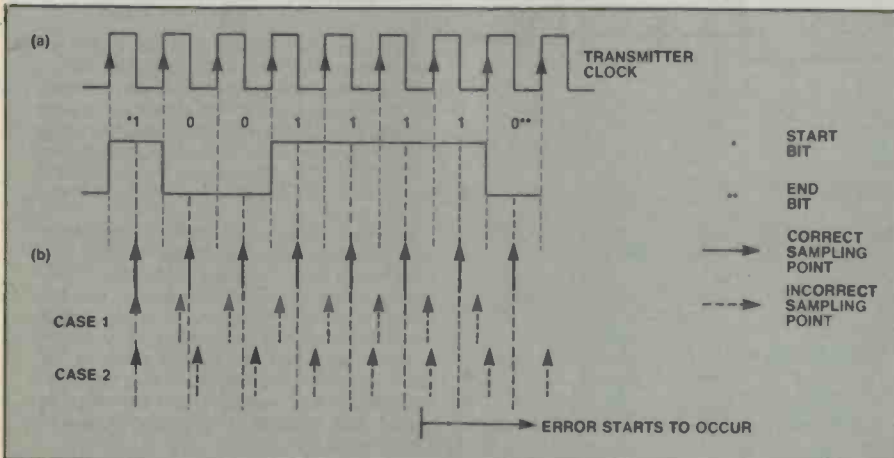 (a)
TRANSMITTER
CLOCK
*1 0 0 1 1 1 1 0**
* START
BIT
** END
BIT
(b)
CORRECT
SAMPLING
POINT
INCORRECT
SAMPLING
POINT
CASE 1
CASE 2
ERROR STARTS TO OCCUR